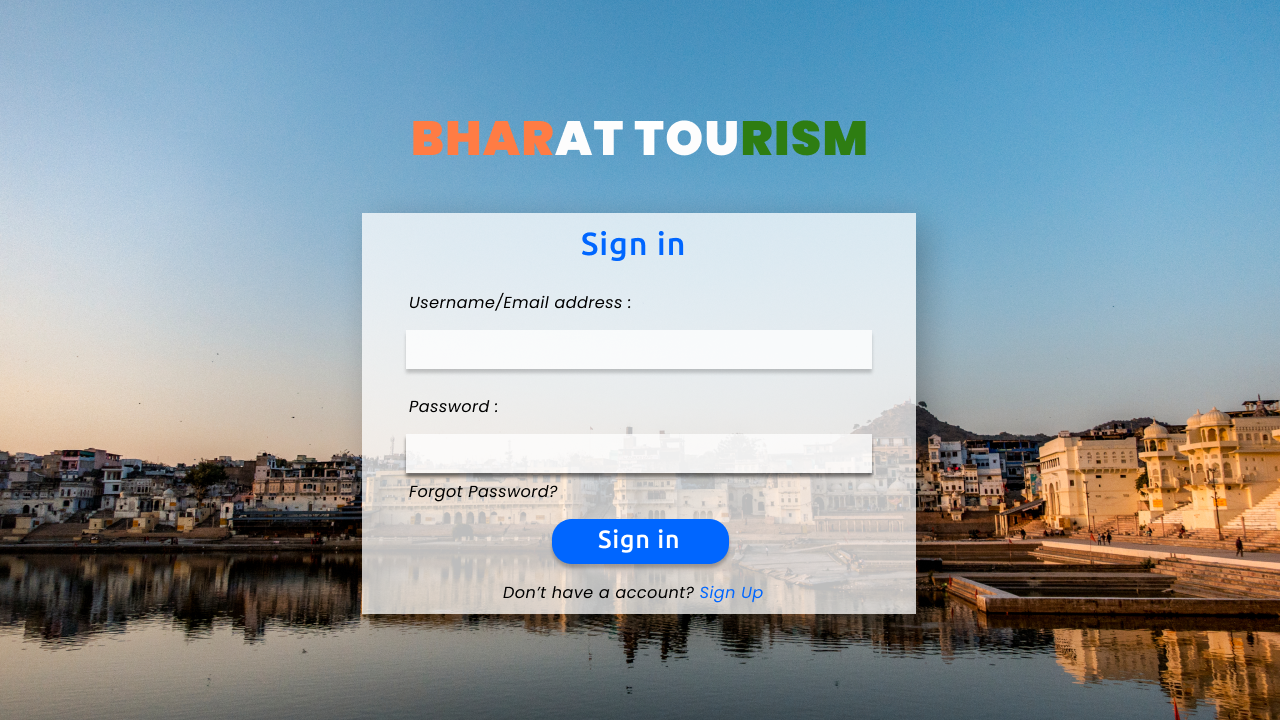 BHARAT TOURISM
Sign in
Username/Email address :
Password :
Forgot Password?
Sign in
Don’t have a account? Sign Up